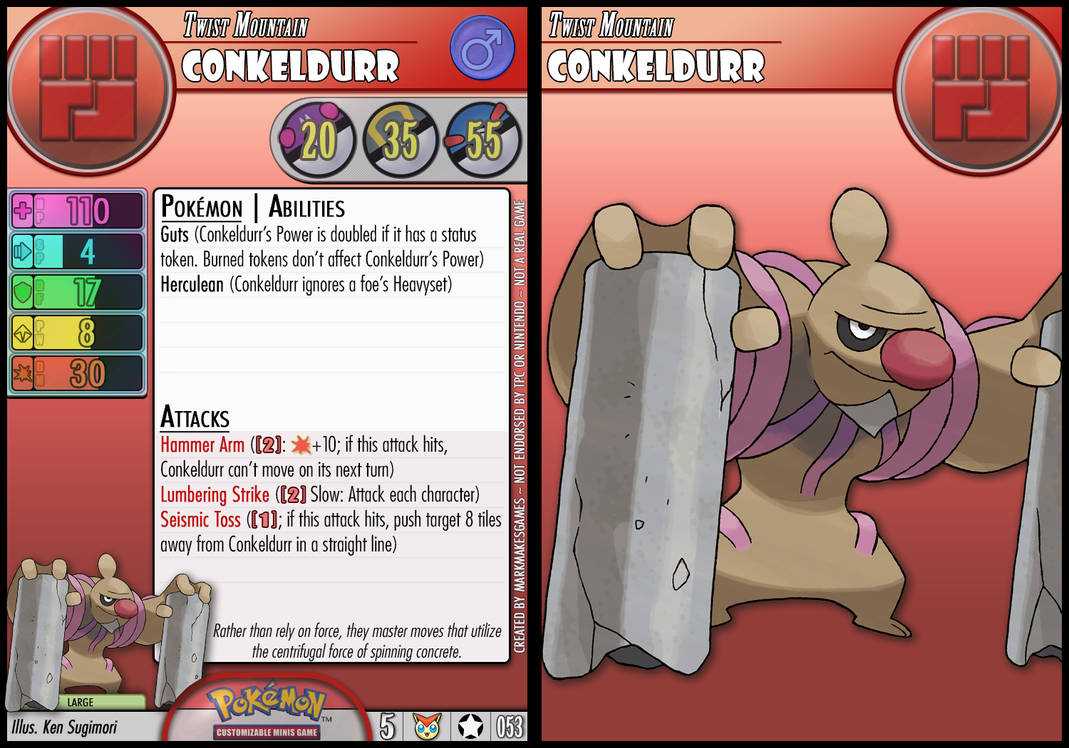 TWIST MOUNTAIN
CONKELDURR
20 35 55
HP 110
SP 4
DF 17
PW 8
DM 30
POKÉMON | ABILITIES
Guts (Conkeldurr's Power is doubled if it has a status
token. Burned tokens don't affect Conkeldurr's Power)
Herculean (Conkeldurr ignores a foe's Heavyset)
ATTACKS
Hammer Arm ([2]: +10; if this attack hits,
Conkeldurr can't move on its next turn)
Lumbering Strike ([2] Slow: Attack each character)
Seismic Toss ([1]; if this attack hits, push target 8 tiles
away from Conkeldurr in a straight line)
Rather than rely on force, they master moves that utilize
the centrifugal force of spinning concrete.
CREATED BY MARKMAKESGAMES ~ NOT ENDORSED BY TPC OR NINTENDO ~ NOT A REAL GAME
LARGE
Illus. Ken Sugimori
POKéMON TM
CUSTOMIZABLE MINIS GAME
5
053
TWIST MOUNTAIN
CONKELDURR